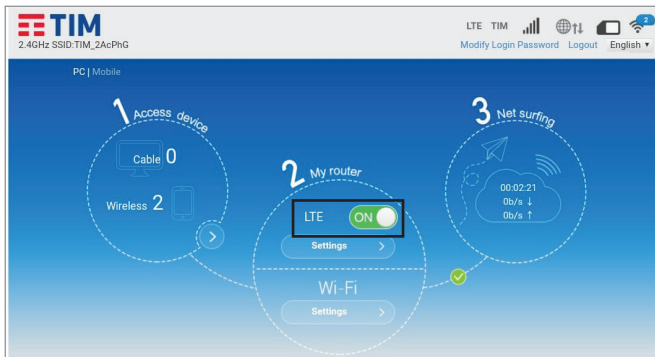 TIM
2.4GHz SSID:TIM_2AcPhG
LTE TIM 2
Modify Login Password Logout English
PC | Mobile
1 Access device
Cable 0
Wireless 2
2 My router
LTE ON
Settings
Wi-Fi
Settings
3 Net surfing
00:02:21
0b/s ↓
0b/s ↑